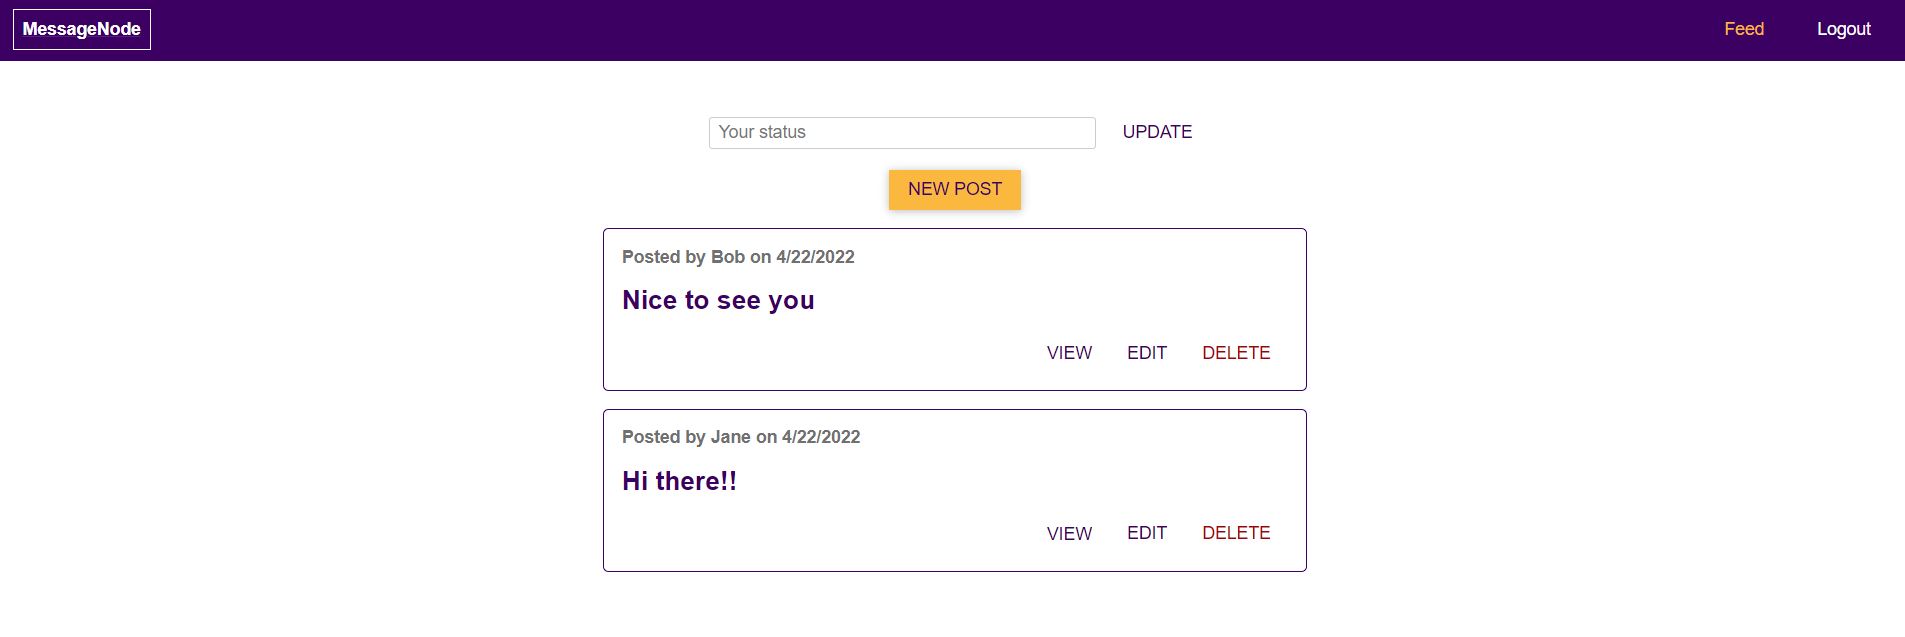 MessageNode Feed Logout
Your status UPDATE
NEW POST
Posted by Bob on 4/22/2022
Nice to see you
VIEW EDIT DELETE
Posted by Jane on 4/22/2022
Hi there!!
VIEW EDIT DELETE